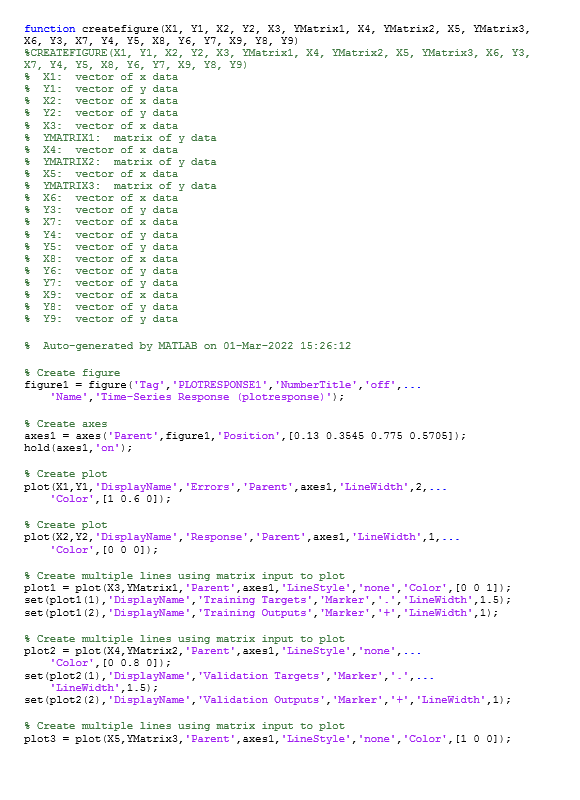 function createfigure(X1, Y1, X2, Y2, X3, YMatrix1, X4, YMatrix2, X5, YMatrix3,
X6, Y3, X7, Y4, Y5, X8, Y6, Y7, X9, Y8, Y9)
%CREATEFIGURE(X1, Y1, X2, Y2, X3, YMatrix1, X4, YMatrix2, X5, YMatrix3, X6, Y3,
X7, Y4, Y5, X8, Y6, Y7, X9, Y8, Y9)
%  X1:  vector of x data
%  Y1:  vector of y data
%  X2:  vector of x data
%  Y2:  vector of y data
%  X3:  vector of x data
%  YMATRIX1:  matrix of y data
%  X4:  vector of x data
%  YMATRIX2:  matrix of y data
%  X5:  vector of x data
%  YMATRIX3:  matrix of y data
%  X6:  vector of x data
%  Y3:  vector of y data
%  X7:  vector of x data
%  Y4:  vector of y data
%  Y5:  vector of y data
%  X8:  vector of x data
%  Y6:  vector of y data
%  Y7:  vector of y data
%  X9:  vector of x data
%  Y8:  vector of y data
%  Y9:  vector of y data
%  Auto-generated by MATLAB on 01-Mar-2022 15:26:12
% Create figure
figure1 = figure('Tag','PLOTRESPONSE1','NumberTitle','off',...
    'Name','Time-Series Response (plotresponse)');
% Create axes
axes1 = axes('Parent',figure1,'Position',[0.13 0.3545 0.775 0.5705]);
hold(axes1,'on');
% Create plot
plot(X1,Y1,'DisplayName','Errors','Parent',axes1,'LineWidth',2,...
    'Color',[1 0.6 0]);
% Create plot
plot(X2,Y2,'DisplayName','Response','Parent',axes1,'LineWidth',1,...
    'Color',[0 0 0]);
% Create multiple lines using matrix input to plot
plot1 = plot(X3,YMatrix1,'Parent',axes1,'LineStyle','none','Color',[0 0 1]);
set(plot1(1),'DisplayName','Training Targets','Marker','.','LineWidth',1.5);
set(plot1(2),'DisplayName','Training Outputs','Marker','+','LineWidth',1);
% Create multiple lines using matrix input to plot
plot2 = plot(X4,YMatrix2,'Parent',axes1,'LineStyle','none',...
    'Color',[0 0.8 0]);
set(plot2(1),'DisplayName','Validation Targets','Marker','.',...
    'LineWidth',1.5);
set(plot2(2),'DisplayName','Validation Outputs','Marker','+','LineWidth',1);
% Create multiple lines using matrix input to plot
plot3 = plot(X5,YMatrix3,'Parent',axes1,'LineStyle','none','Color',[1 0 0]);